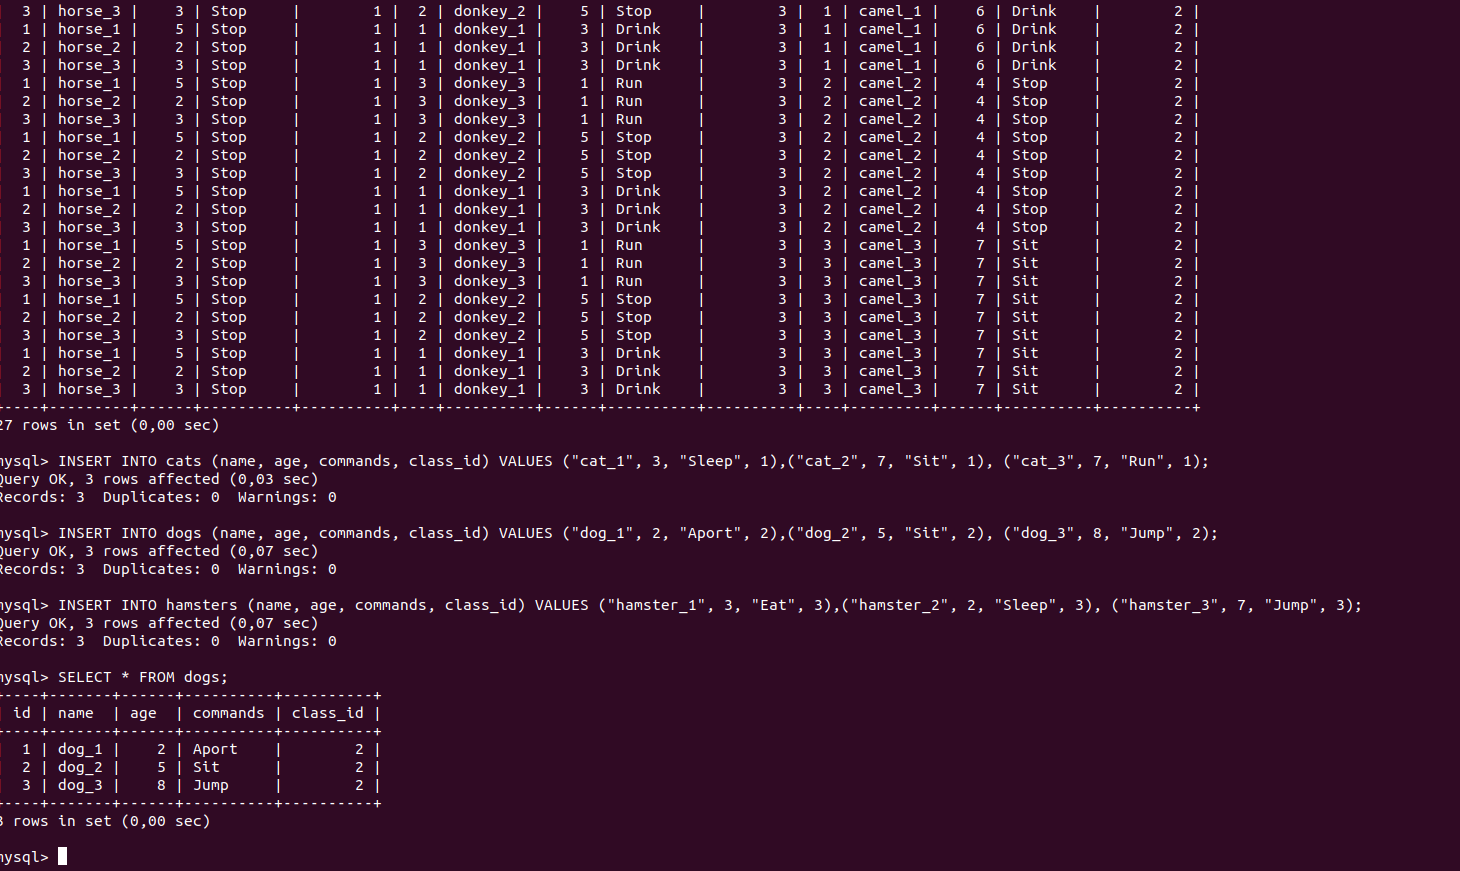 3 | horse_3 | 3 | Stop | 1 | 2 | donkey_2 | 5 | Stop | 3 | 1 | camel_1 | 6 | Drink | 2 |
1 | horse_1 | 5 | Stop | 1 | 1 | donkey_1 | 3 | Drink | 3 | 1 | camel_1 | 6 | Drink | 2 |
2 | horse_2 | 2 | Stop | 1 | 1 | donkey_1 | 3 | Drink | 3 | 1 | camel_1 | 6 | Drink | 2 |
3 | horse_3 | 3 | Stop | 1 | 1 | donkey_1 | 3 | Drink | 3 | 1 | camel_1 | 6 | Drink | 2 |
1 | horse_1 | 5 | Stop | 1 | 3 | donkey_3 | 1 | Run | 3 | 2 | camel_2 | 4 | Stop | 2 |
2 | horse_2 | 2 | Stop | 1 | 3 | donkey_3 | 1 | Run | 3 | 2 | camel_2 | 4 | Stop | 2 |
3 | horse_3 | 3 | Stop | 1 | 3 | donkey_3 | 1 | Run | 3 | 2 | camel_2 | 4 | Stop | 2 |
1 | horse_1 | 5 | Stop | 1 | 2 | donkey_2 | 5 | Stop | 3 | 2 | camel_2 | 4 | Stop | 2 |
2 | horse_2 | 2 | Stop | 1 | 2 | donkey_2 | 5 | Stop | 3 | 2 | camel_2 | 4 | Stop | 2 |
3 | horse_3 | 3 | Stop | 1 | 2 | donkey_2 | 5 | Stop | 3 | 2 | camel_2 | 4 | Stop | 2 |
1 | horse_1 | 5 | Stop | 1 | 1 | donkey_1 | 3 | Drink | 3 | 2 | camel_2 | 4 | Stop | 2 |
2 | horse_2 | 2 | Stop | 1 | 1 | donkey_1 | 3 | Drink | 3 | 2 | camel_2 | 4 | Stop | 2 |
3 | horse_3 | 3 | Stop | 1 | 1 | donkey_1 | 3 | Drink | 3 | 2 | camel_2 | 4 | Stop | 2 |
1 | horse_1 | 5 | Stop | 1 | 3 | donkey_3 | 1 | Run | 3 | 3 | camel_3 | 7 | Sit | 2 |
2 | horse_2 | 2 | Stop | 1 | 3 | donkey_3 | 1 | Run | 3 | 3 | camel_3 | 7 | Sit | 2 |
3 | horse_3 | 3 | Stop | 1 | 3 | donkey_3 | 1 | Run | 3 | 3 | camel_3 | 7 | Sit | 2 |
1 | horse_1 | 5 | Stop | 1 | 2 | donkey_2 | 5 | Stop | 3 | 3 | camel_3 | 7 | Sit | 2 |
2 | horse_2 | 2 | Stop | 1 | 2 | donkey_2 | 5 | Stop | 3 | 3 | camel_3 | 7 | Sit | 2 |
3 | horse_3 | 3 | Stop | 1 | 2 | donkey_2 | 5 | Stop | 3 | 3 | camel_3 | 7 | Sit | 2 |
1 | horse_1 | 5 | Stop | 1 | 1 | donkey_1 | 3 | Drink | 3 | 3 | camel_3 | 7 | Sit | 2 |
2 | horse_2 | 2 | Stop | 1 | 1 | donkey_1 | 3 | Drink | 3 | 3 | camel_3 | 7 | Sit | 2 |
3 | horse_3 | 3 | Stop | 1 | 1 | donkey_1 | 3 | Drink | 3 | 3 | camel_3 | 7 | Sit | 2 |
27 rows in set (0,00 sec)
mysql> INSERT INTO cats (name, age, commands, class_id) VALUES ("cat_1", 3, "Sleep", 1),("cat_2", 7, "Sit", 1), ("cat_3", 7, "Run", 1);
Query OK, 3 rows affected (0,03 sec)
Records: 3  Duplicates: 0  Warnings: 0
mysql> INSERT INTO dogs (name, age, commands, class_id) VALUES ("dog_1", 2, "Aport", 2),("dog_2", 5, "Sit", 2), ("dog_3", 8, "Jump", 2);
Query OK, 3 rows affected (0,07 sec)
Records: 3  Duplicates: 0  Warnings: 0
mysql> INSERT INTO hamsters (name, age, commands, class_id) VALUES ("hamster_1", 3, "Eat", 3),("hamster_2", 2, "Sleep", 3), ("hamster_3", 7, "Jump", 3);
Query OK, 3 rows affected (0,07 sec)
Records: 3  Duplicates: 0  Warnings: 0
mysql> SELECT * FROM dogs;
+----+-------+------+----------+----------+
| id | name  | age  | commands | class_id |
+----+-------+------+----------+----------+
| 1 | dog_1 | 2 | Aport | 2 |
| 2 | dog_2 | 5 | Sit | 2 |
| 3 | dog_3 | 8 | Jump | 2 |
+----+-------+------+----------+----------+
3 rows in set (0,00 sec)
mysql>